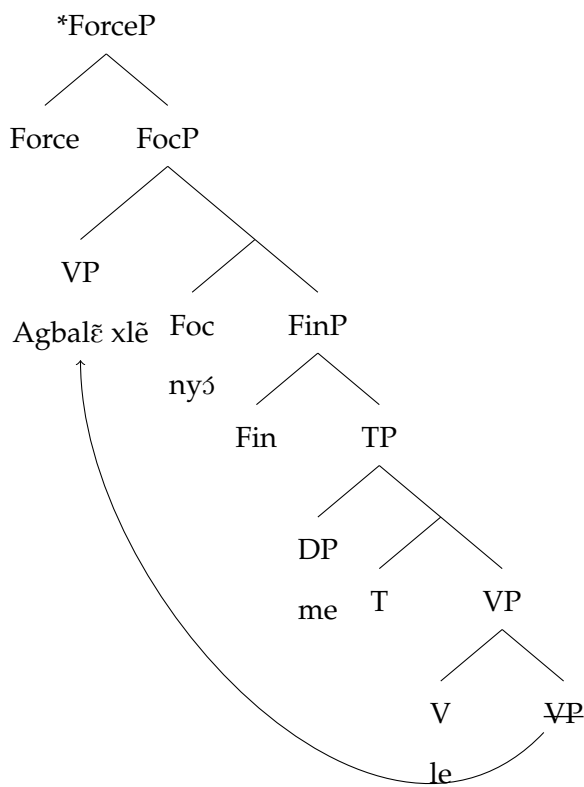 *ForceP
Force FocP
VP
Agbalɛ̃ xlẽ Foc FinP
nyɔ́
Fin TP
DP
me T VP
V VP
le